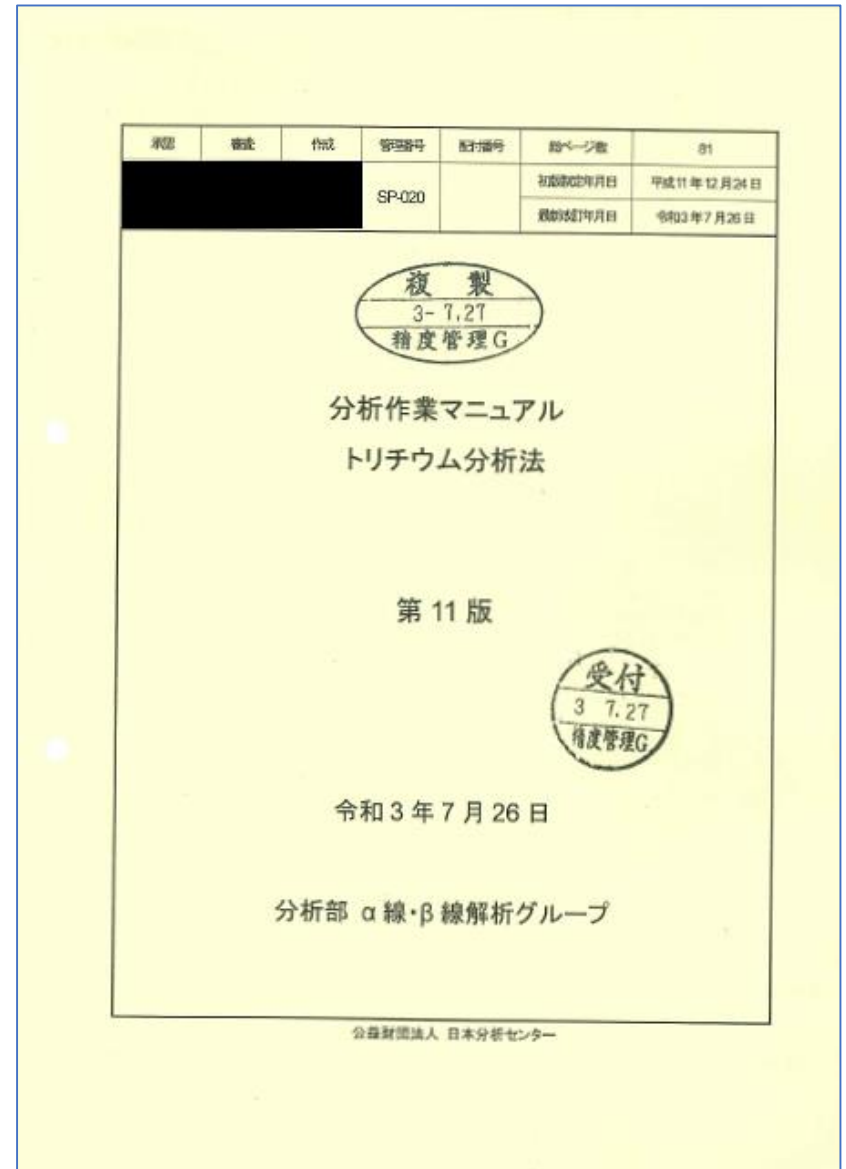 承認 審査 作成 管理番号 配付番号 総ページ数 81
SP-020
初版制定年月日 平成11年12月24日
最新改訂年月日 令和3年7月26日
複製
3- 7.27
精度管理G
分析作業マニュアル
トリチウム分析法
第 11 版
受付
3 7.27
精度管理G
令和 3 年 7 月 26 日
分析部 α線・β線解析グループ
公益財団法人 日本分析センター